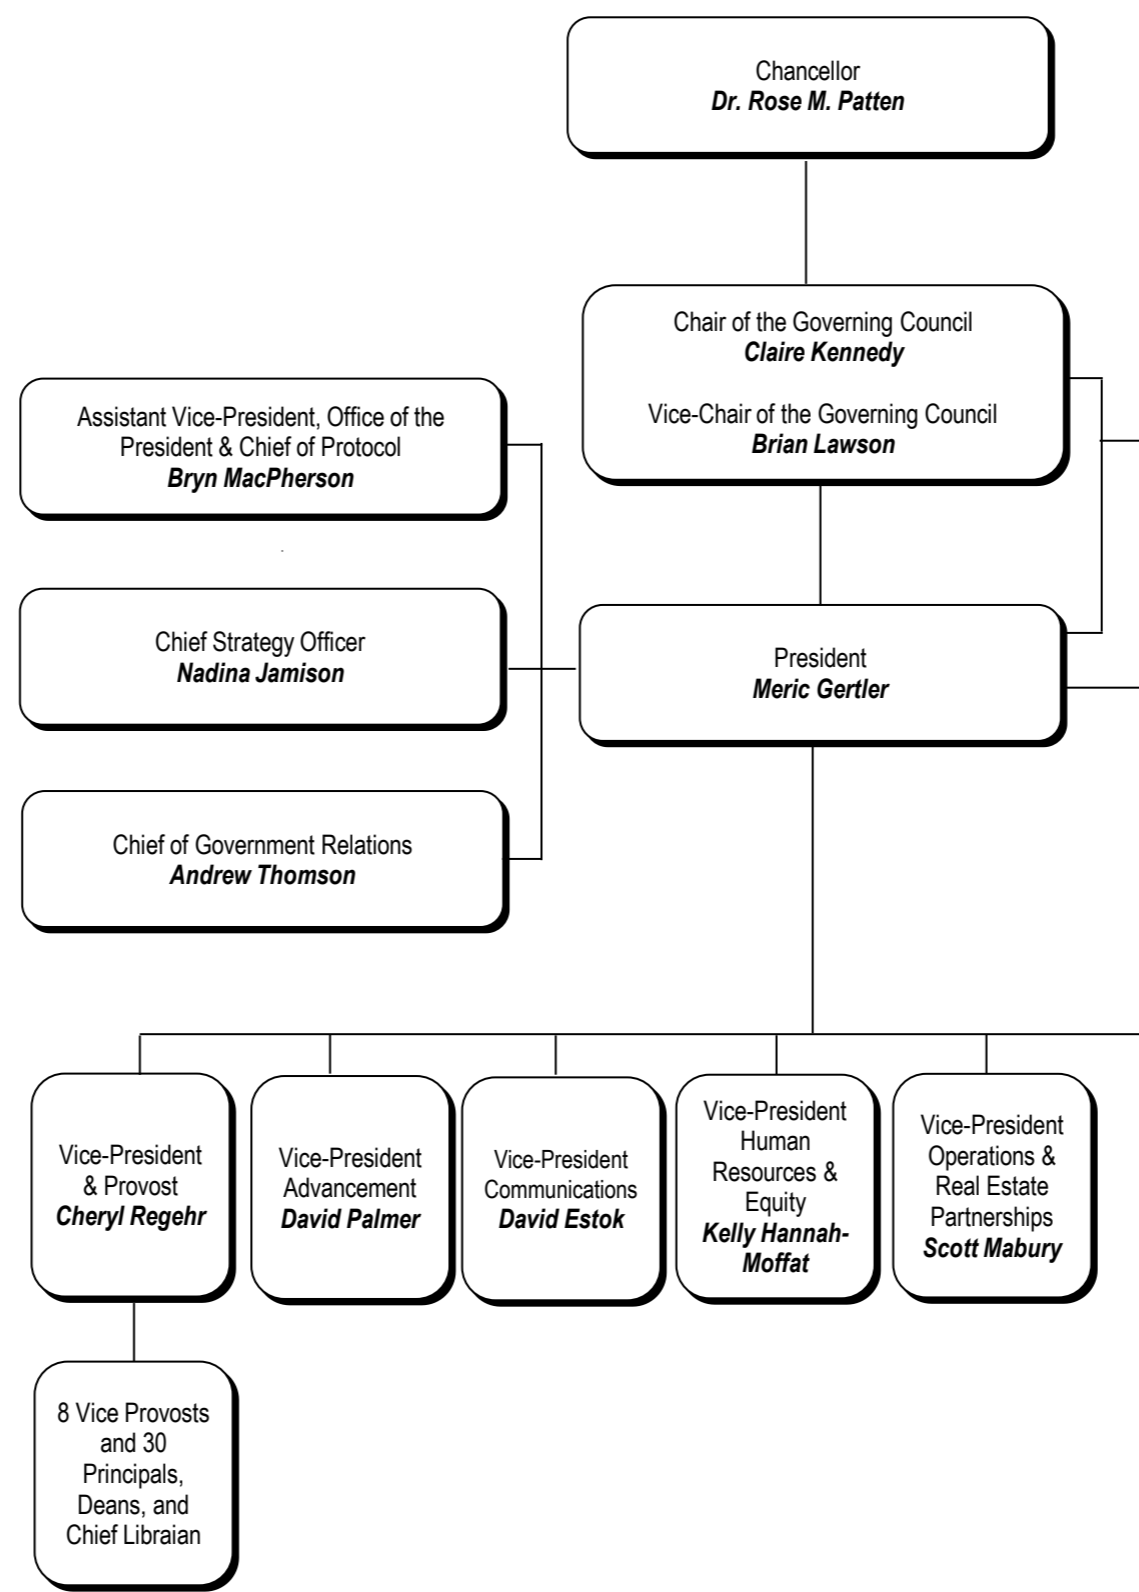 Chancellor
Dr. Rose M. Patten
Chair of the Governing Council
Claire Kennedy
Vice-Chair of the Governing Council
Brian Lawson
Assistant Vice-President, Office of the
President & Chief of Protocol
Bryn MacPherson
Chief Strategy Officer
Nadina Jamison
President
Meric Gertler
Chief of Government Relations
Andrew Thomson
Vice-President
& Provost
Cheryl Regehr
Vice-President
Advancement
David Palmer
Vice-President
Communications
David Estok
Vice-President
Human
Resources &
Equity
Kelly Hannah-
Moffat
Vice-President
Operations &
Real Estate
Partnerships
Scott Mabury
8 Vice Provosts
and 30
Principals,
Deans, and
Chief Libraian